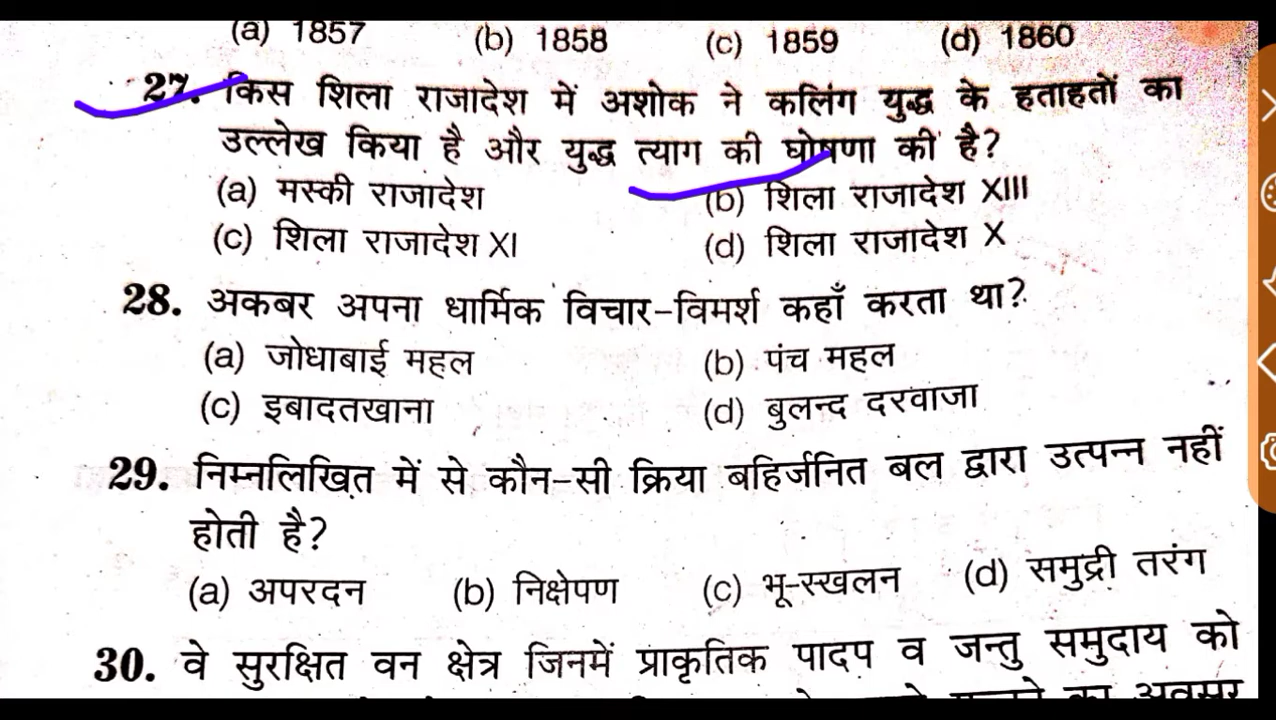 (a) 1857 (b) 1858 (c) 1859 (d) 1860
27. किस शिला राजादेश में अशोक ने कलिंग युद्ध के हताहतों का
उल्लेख किया है और युद्ध त्याग की घोषणा की है?
(a) मस्की राजादेश (b) शिला राजादेश XIII
(c) शिला राजादेश XI (d) शिला राजादेश X
28. अकबर अपना धार्मिक विचार-विमर्श कहाँ करता था?
(a) जोधाबाई महल (b) पंच महल
(c) इबादतखाना (d) बुलन्द दरवाजा
29. निम्नलिखित में से कौन-सी क्रिया बहिर्जनित बल द्वारा उत्पन्न नहीं
होती है?
(a) अपरदन (b) निक्षेपण (c) भू-स्खलन (d) समुद्री तरंग
30. वे सुरक्षित वन क्षेत्र जिनमें प्राकृतिक पादप व जन्तु समुदाय को
का अवसर